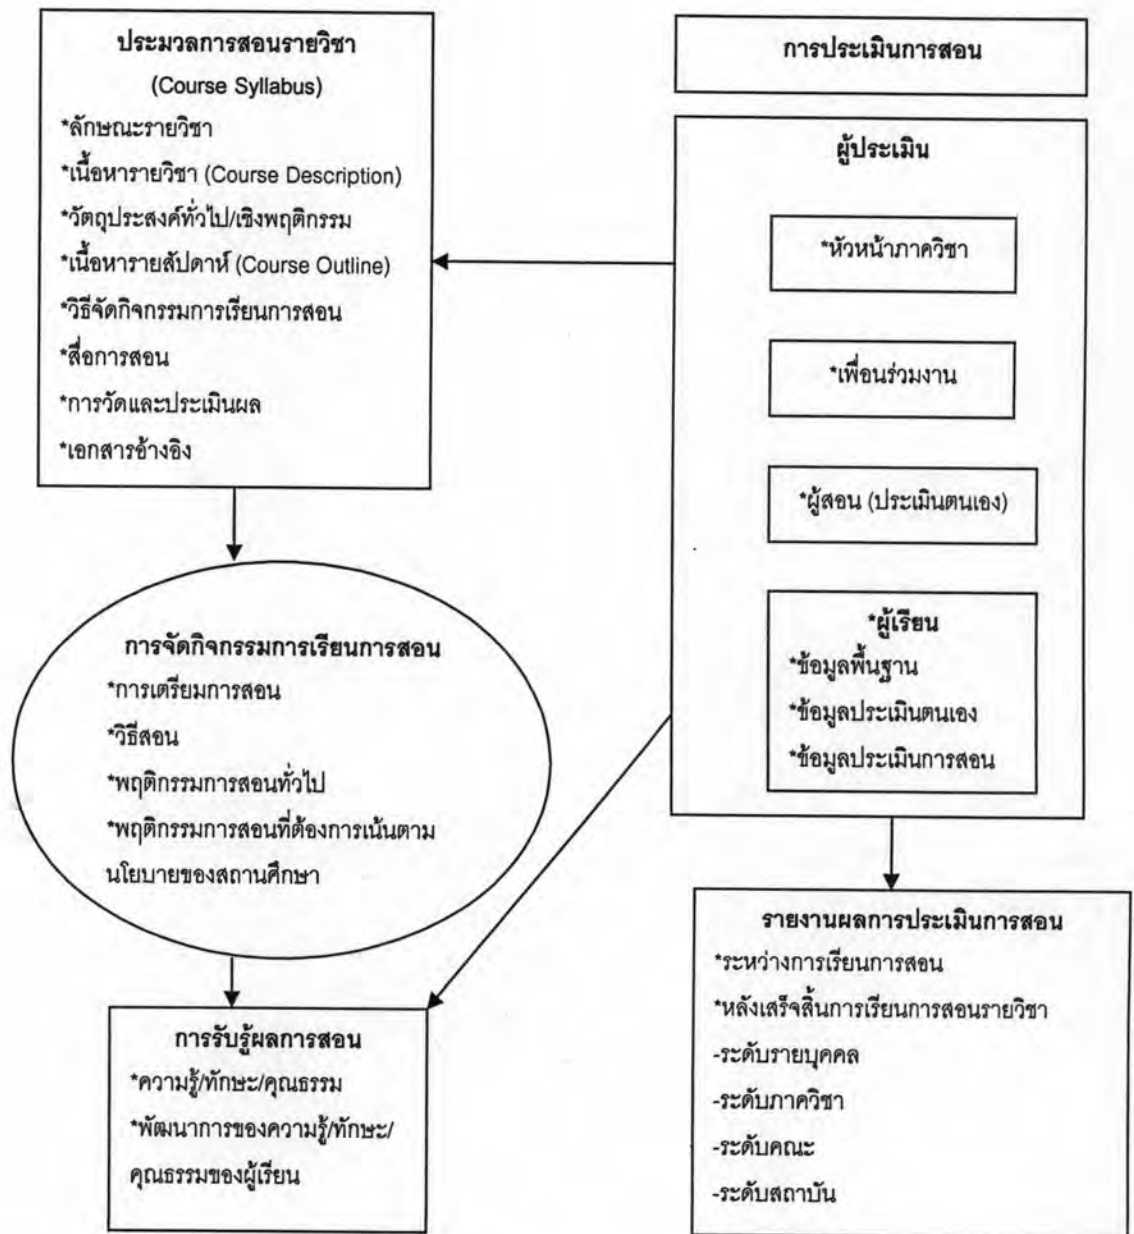 ประมวลการสอนรายวิชา
(Course Syllabus)
*ลักษณะรายวิชา
*เนื้อหารายวิชา (Course Description)
*วัตถุประสงค์ทั่วไป/เชิงพฤติกรรม
*เนื้อหารายสัปดาห์ (Course Outline)
*วิธีจัดกิจกรรมการเรียนการสอน
*สื่อการสอน
*การวัดและประเมินผล
*เอกสารอ้างอิง
การจัดกิจกรรมการเรียนการสอน
*การเตรียมการสอน
*วิธีสอน
*พฤติกรรมการสอนทั่วไป
*พฤติกรรมการสอนที่ต้องการเน้นตาม
นโยบายของสถานศึกษา
การรับรู้ผลการสอน
*ความรู้/ทักษะ/คุณธรรม
*พัฒนาการของความรู้/ทักษะ/
คุณธรรมของผู้เรียน
การประเมินการสอน
ผู้ประเมิน
*หัวหน้าภาควิชา
*เพื่อนร่วมงาน
*ผู้สอน (ประเมินตนเอง)
*ผู้เรียน
*ข้อมูลพื้นฐาน
*ข้อมูลประเมินตนเอง
*ข้อมูลประเมินการสอน
รายงานผลการประเมินการสอน
*ระหว่างการเรียนการสอน
*หลังเสร็จสิ้นการเรียนการสอนรายวิชา
-ระดับรายบุคคล
-ระดับภาควิชา
-ระดับคณะ
-ระดับสถาบัน